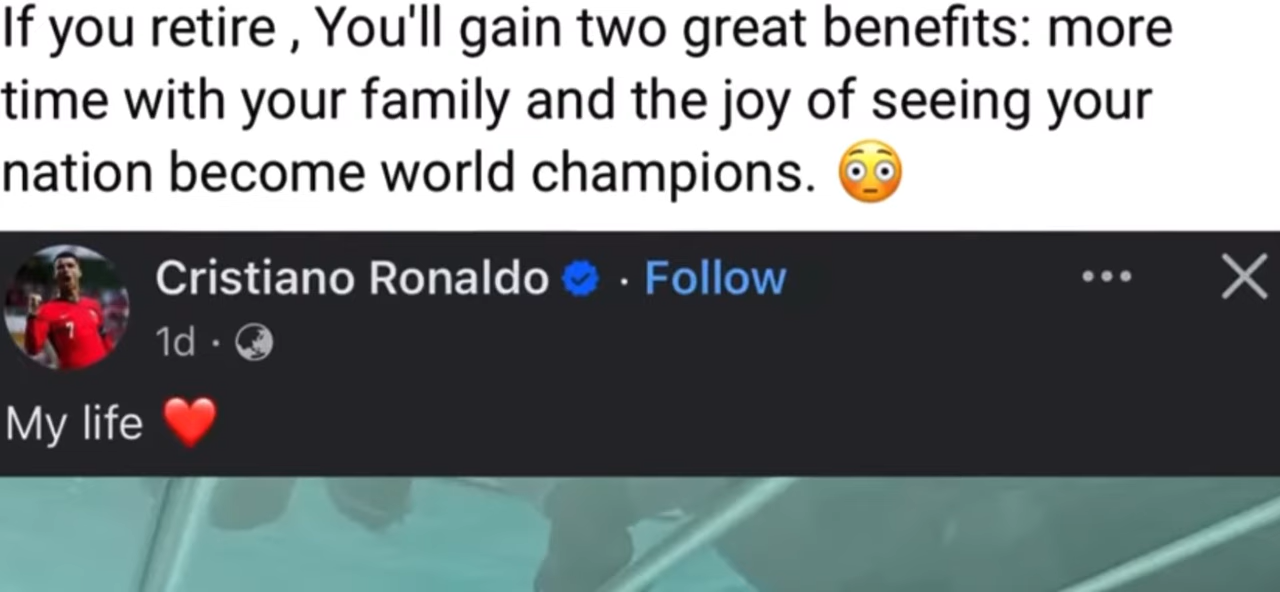 If you retire , You'll gain two great benefits: more
time with your family and the joy of seeing your
nation become world champions. 😳
Cristiano Ronaldo · Follow
1d ·
My life ❤️
7